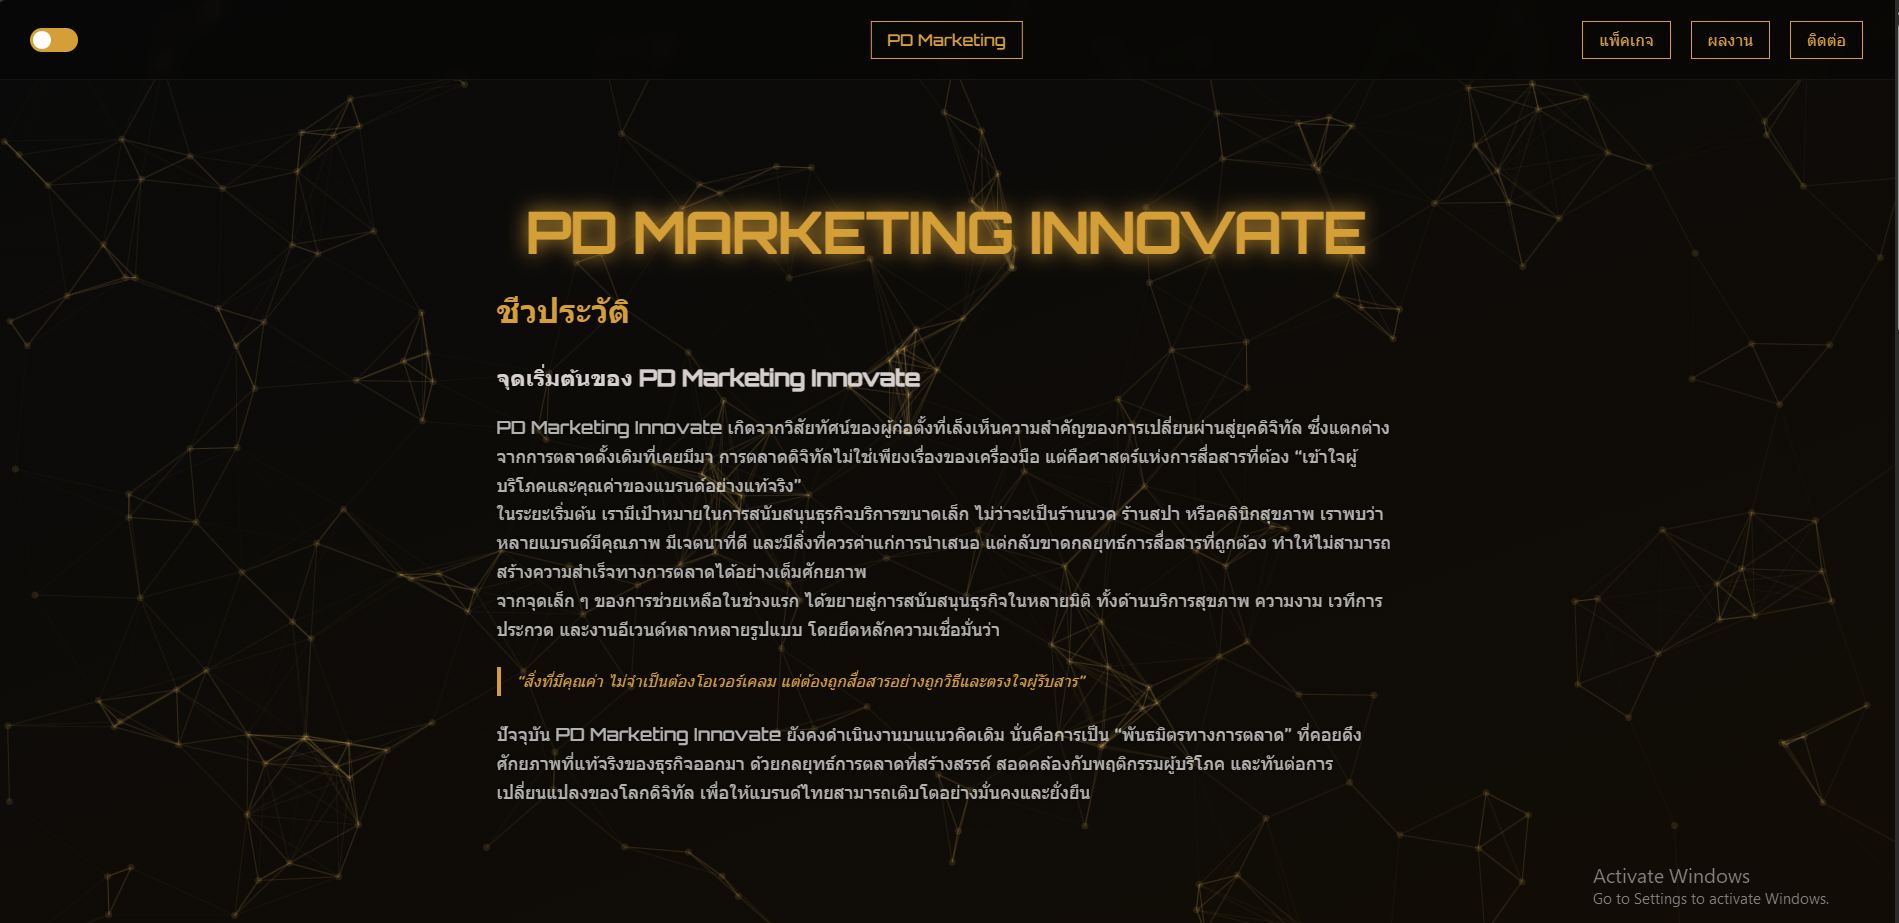 PD Marketing
แพ็คเกจ
ผลงาน
ติดต่อ
PD MARKETING INNOVATE
ชีวประวัติ
จุดเริ่มต้นของ PD Marketing Innovate
PD Marketing Innovate เกิดจากวิสัยทัศน์ของผู้ก่อตั้งที่เล็งเห็นความสำคัญของการเปลี่ยนผ่านสู่ยุคดิจิทัล ซึ่งแตกต่าง
จากการตลาดดั้งเดิมที่เคยมีมา การตลาดดิจิทัลไม่ใช่เพียงเรื่องของเครื่องมือ แต่คือศาสตร์แห่งการสื่อสารที่ต้อง “เข้าใจผู้
บริโภคและคุณค่าของแบรนด์อย่างแท้จริง”
ในระยะเริ่มต้น เรามีเป้าหมายในการสนับสนุนธุรกิจบริการขนาดเล็ก ไม่ว่าจะเป็นร้านนวด ร้านสปา หรือคลินิกสุขภาพ เราพบว่า
หลายแบรนด์มีคุณภาพ มีเจตนาที่ดี และมีสิ่งที่ควรค่าแก่การนำเสนอ แต่กลับขาดกลยุทธ์การสื่อสารที่ถูกต้อง ทำให้ไม่สามารถ
สร้างความสำเร็จทางการตลาดได้อย่างเต็มศักยภาพ
จากจุดเล็ก ๆ ของการช่วยเหลือในช่วงแรก ได้ขยายสู่การสนับสนุนธุรกิจในหลายมิติ ทั้งด้านบริการสุขภาพ ความงาม เวทีการ
ประกวด และงานอีเวนต์หลากหลายรูปแบบ โดยยึดหลักความเชื่อมั่นว่า
“สิ่งที่มีคุณค่า ไม่จำเป็นต้องโอเวอร์เคลม แต่ต้องถูกสื่อสารอย่างถูกวิธีและตรงใจผู้รับสาร”
ปัจจุบัน PD Marketing Innovate ยังคงดำเนินงานบนแนวคิดเดิม นั่นคือการเป็น “พันธมิตรทางการตลาด” ที่คอยดึง
ศักยภาพที่แท้จริงของธุรกิจออกมา ด้วยกลยุทธ์การตลาดที่สร้างสรรค์ สอดคล้องกับพฤติกรรมผู้บริโภค และทันต่อการ
เปลี่ยนแปลงของโลกดิจิทัล เพื่อให้แบรนด์ไทยสามารถเติบโตอย่างมั่นคงและยั่งยืน
Activate Windows
Go to Settings to activate Windows.